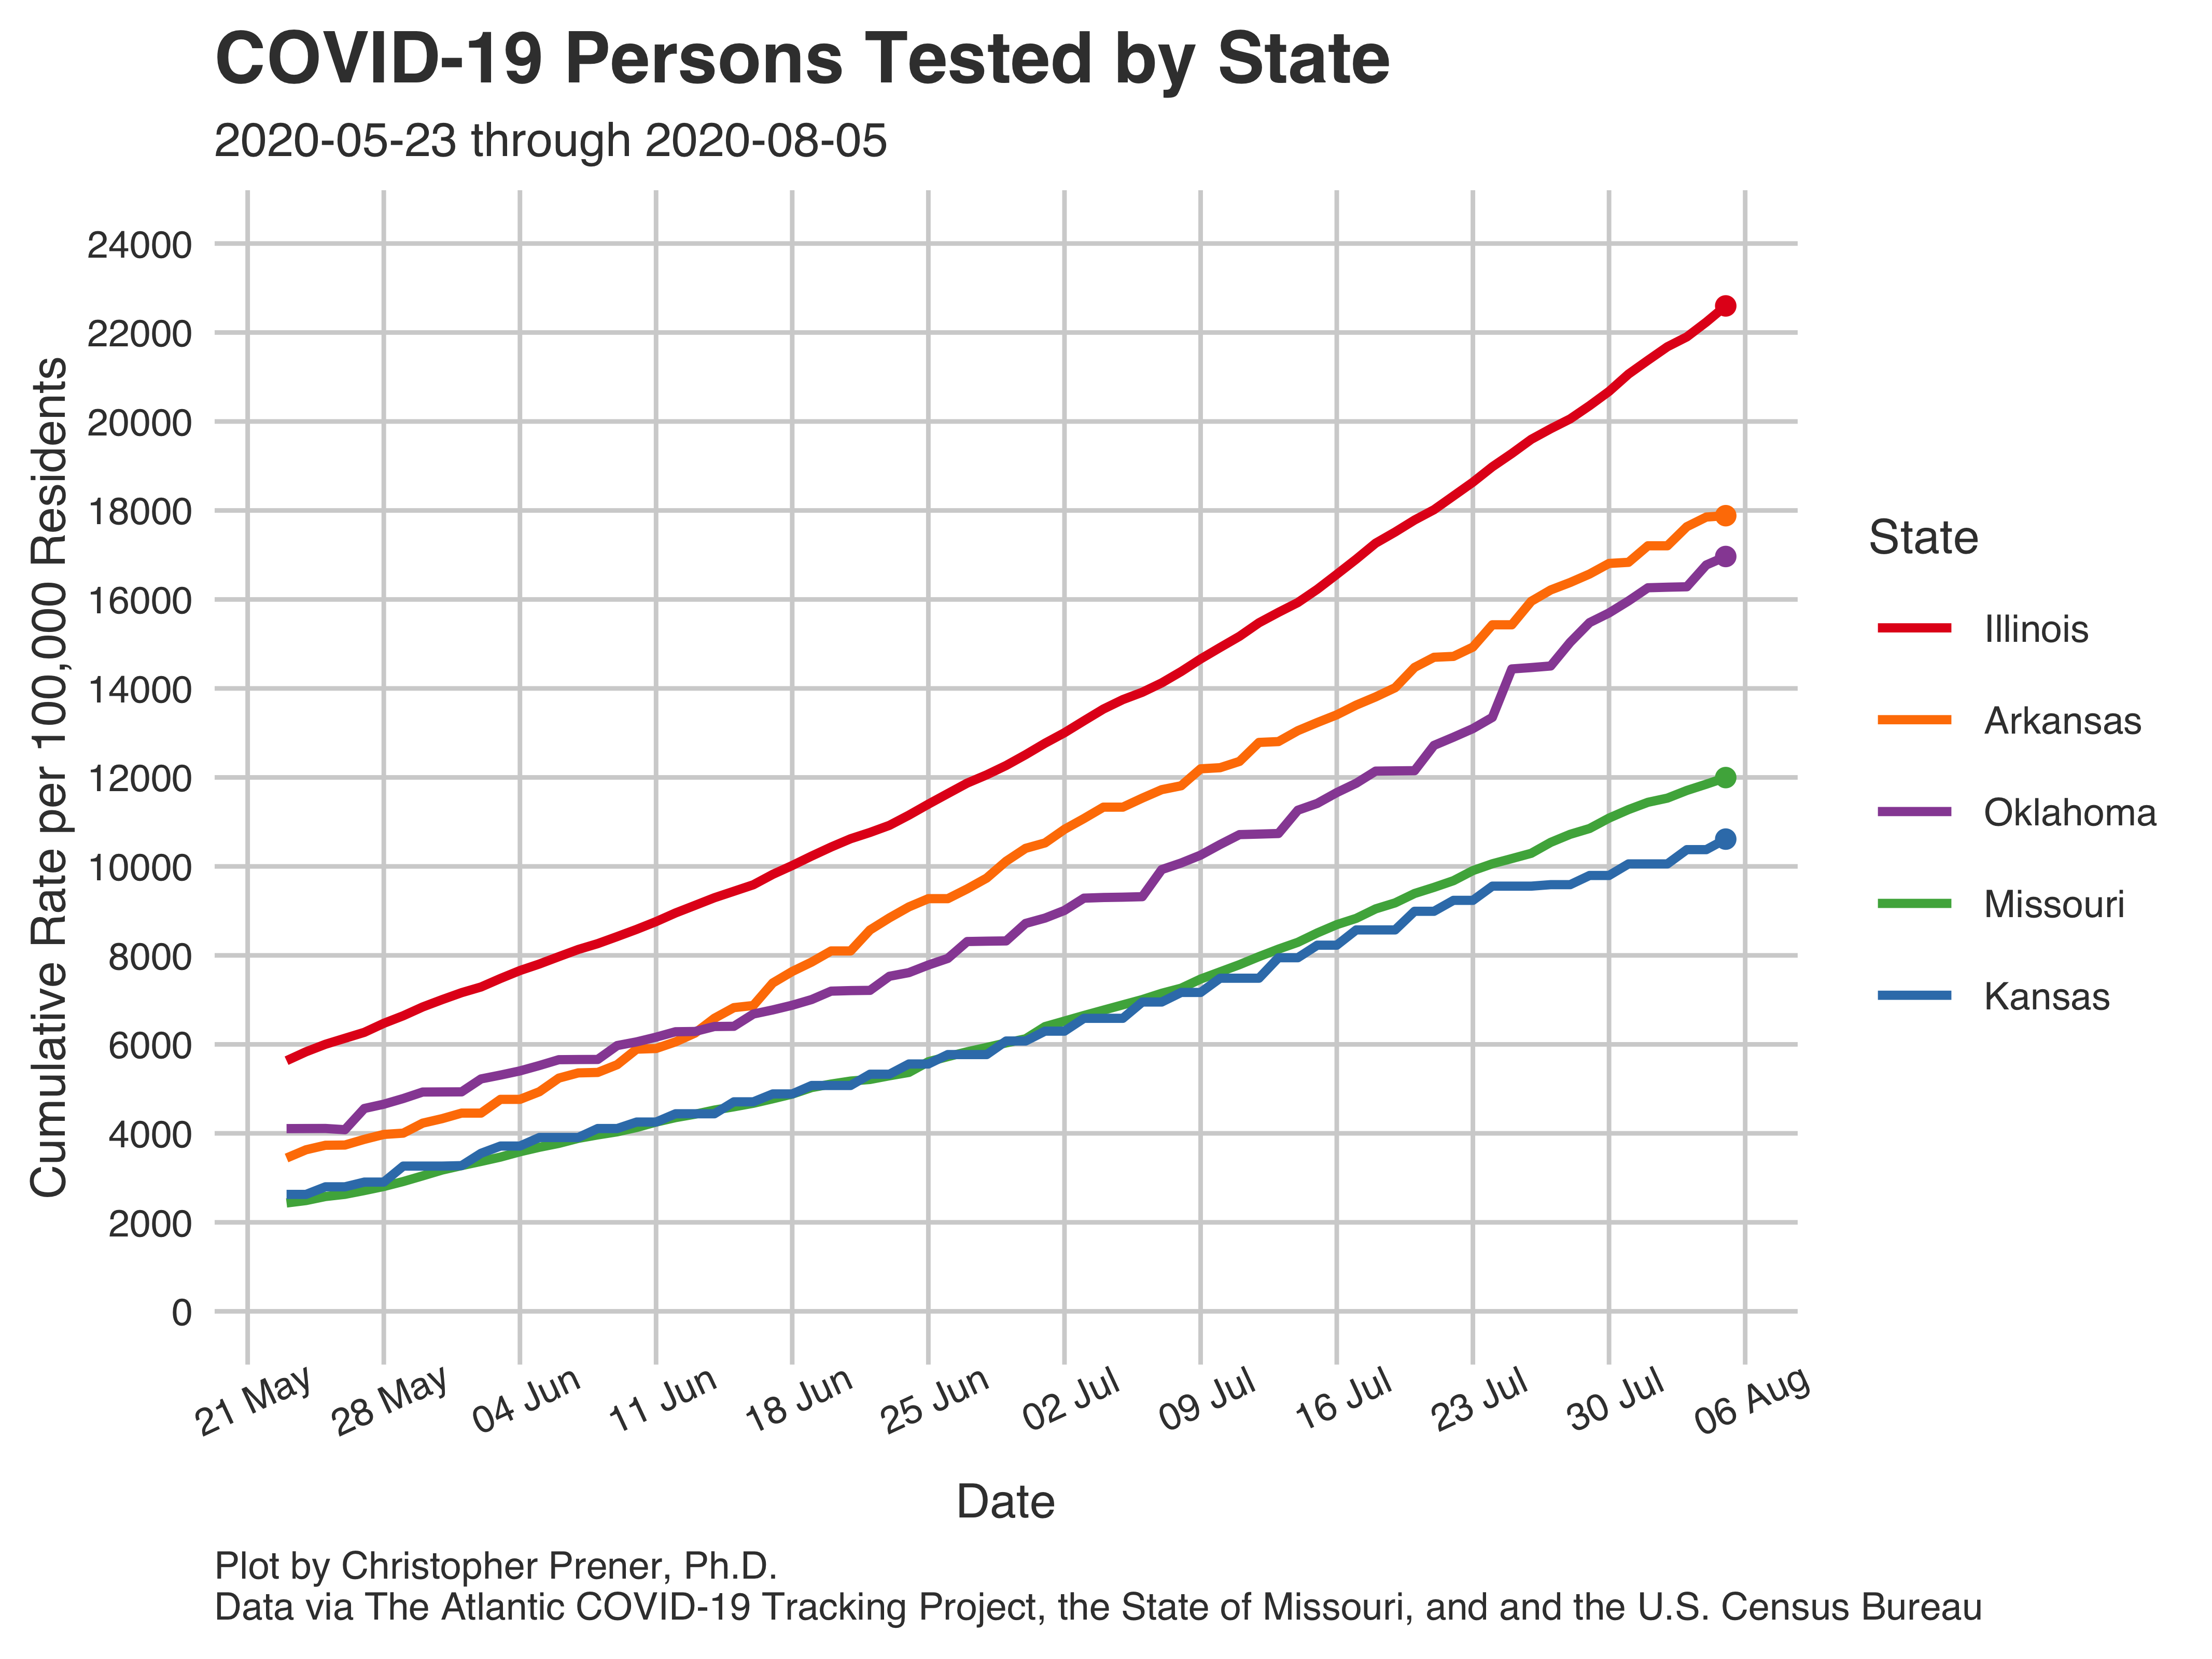 COVID-19 Persons Tested by State
2020-05-23 through 2020-08-05
Cumulative Rate per 100,000 Residents
24000
22000
20000
18000
16000
14000
12000
10000
8000
6000
4000
2000
0
21 May
28 May
04 Jun
11 Jun
18 Jun
25 Jun
02 Jul
09 Jul
16 Jul
23 Jul
30 Jul
06 Aug
Date
State
Illinois
Arkansas
Oklahoma
Missouri
Kansas
Plot by Christopher Prener, Ph.D.
Data via The Atlantic COVID-19 Tracking Project, the State of Missouri, and and the U.S. Census Bureau